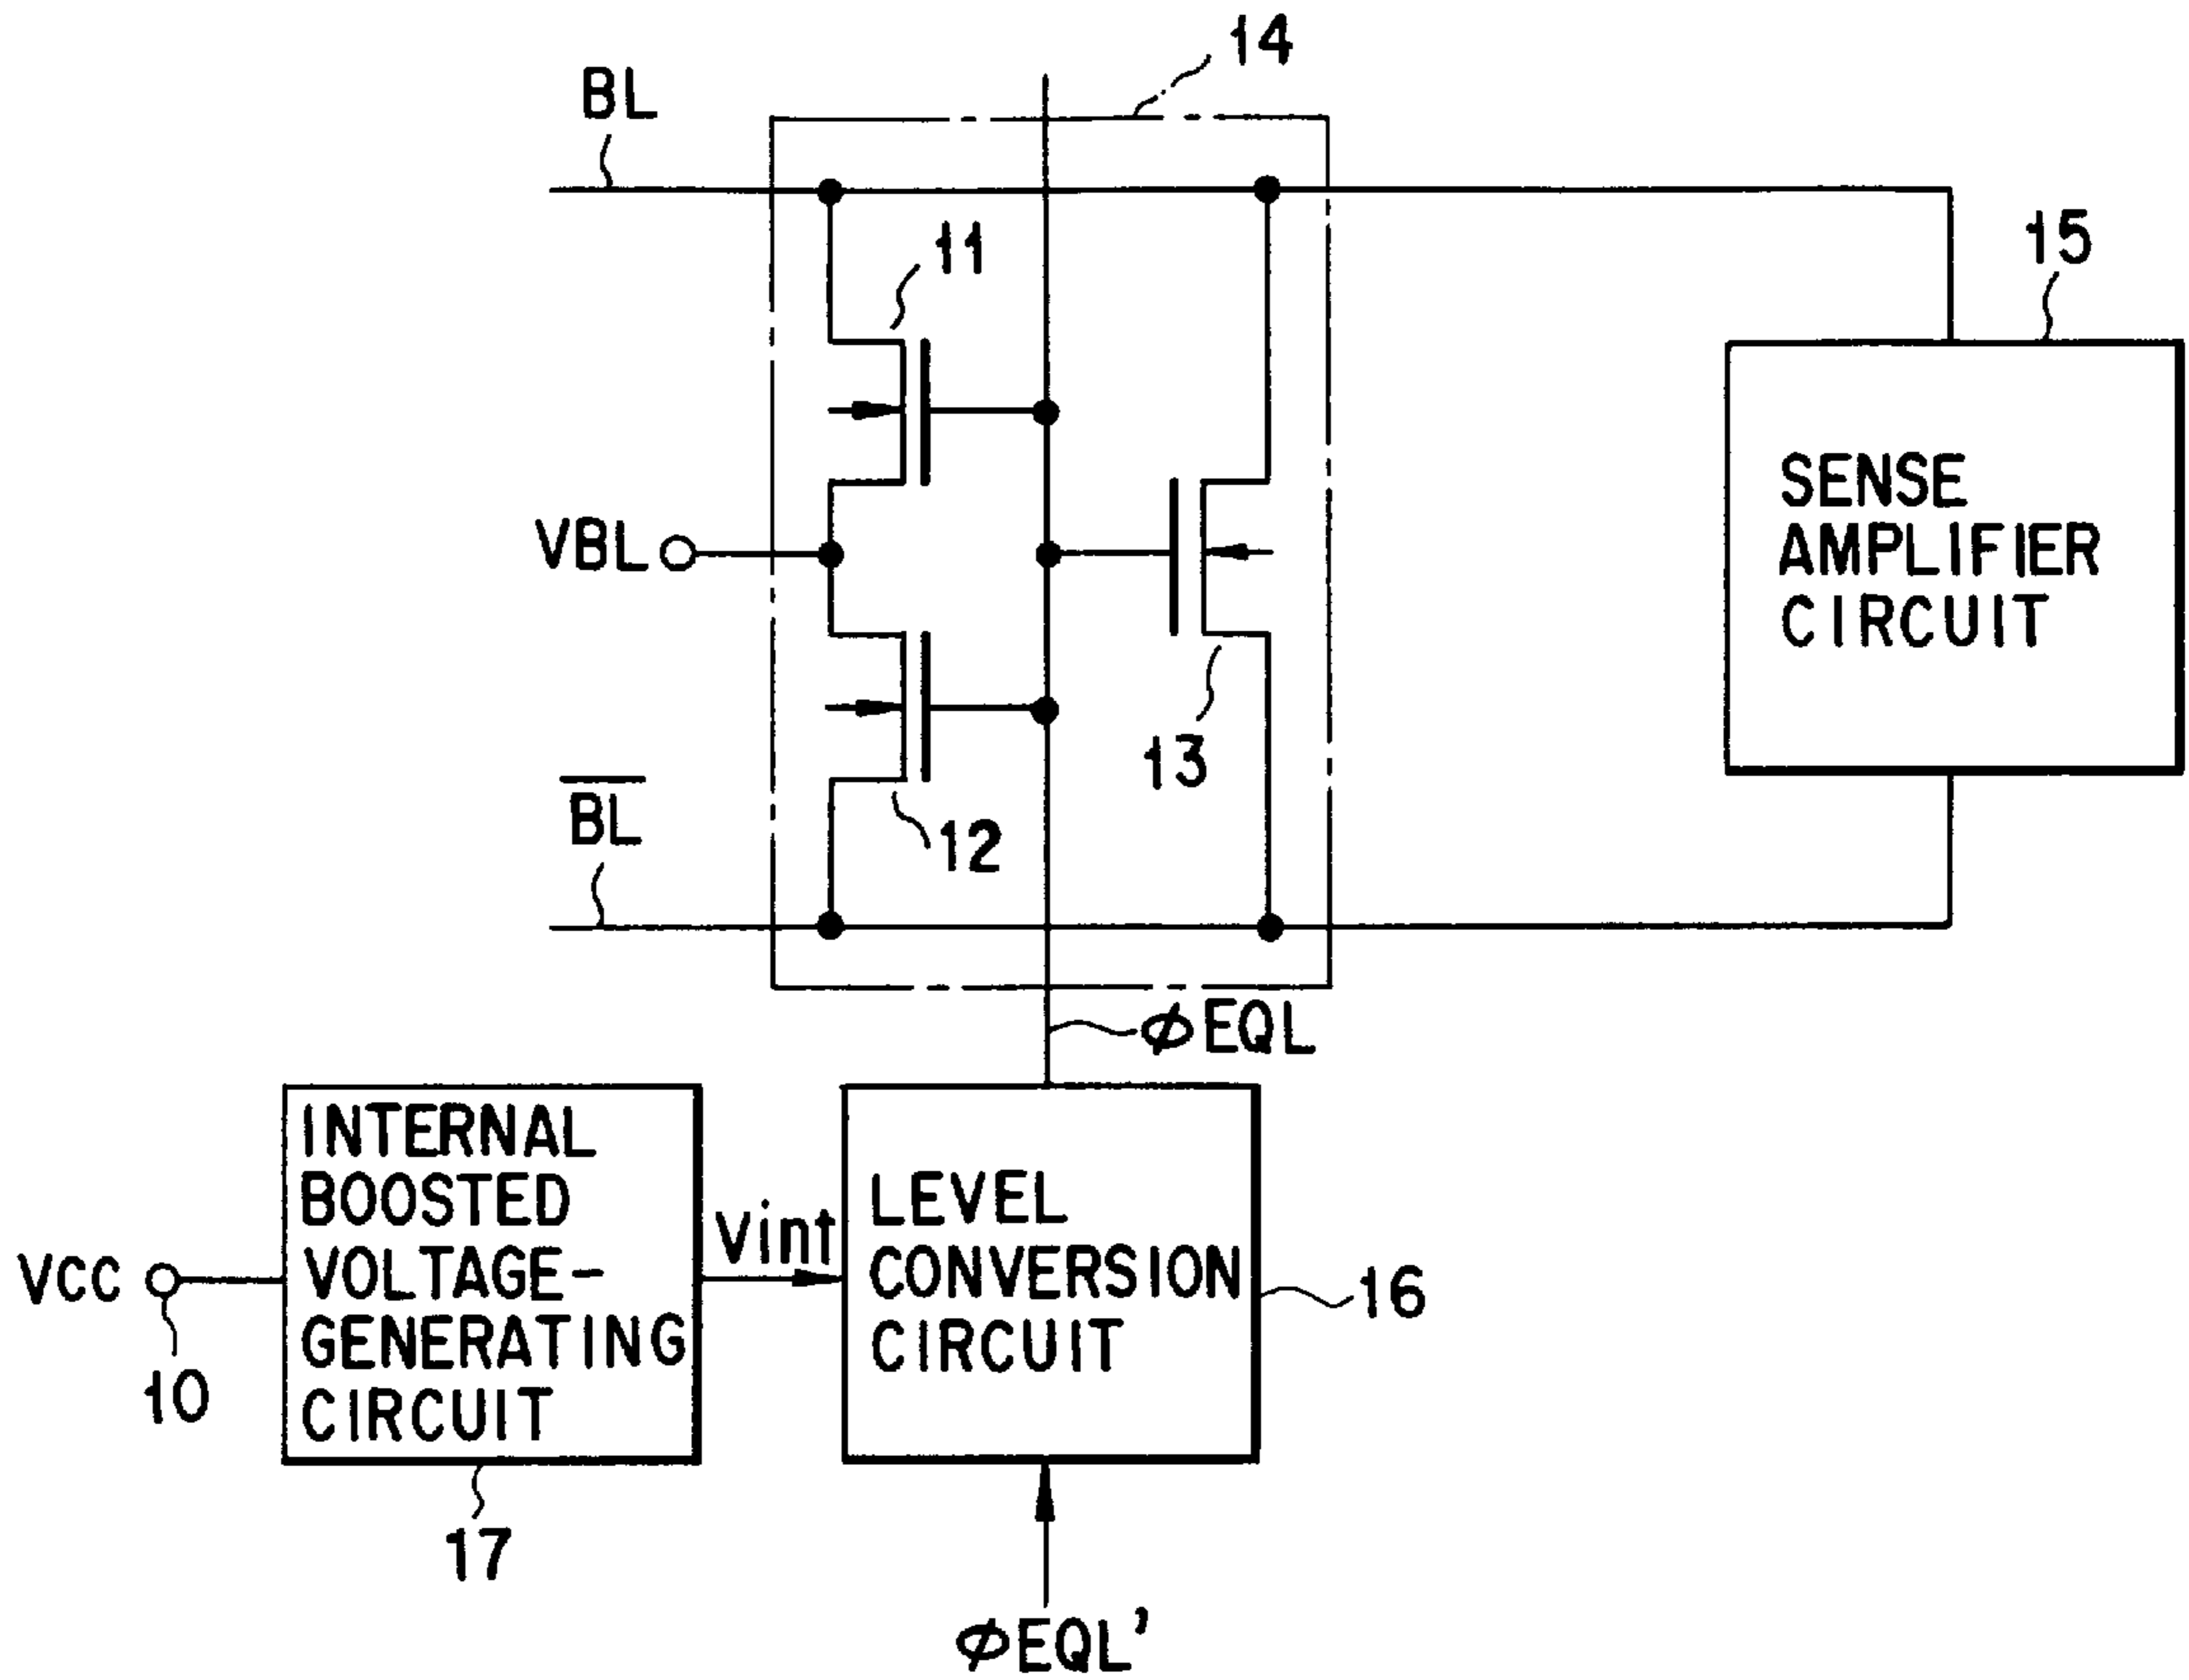 14
BL
11
15
SENSE
AMPLIFIER
CIRCUIT
VBL
13
B̅L̅
12
φEQL
INTERNAL
BOOSTED
VOLTAGE-
GENERATING
CIRCUIT
Vint
LEVEL
CONVERSION
CIRCUIT
VCC
16
10
17
φEQL'